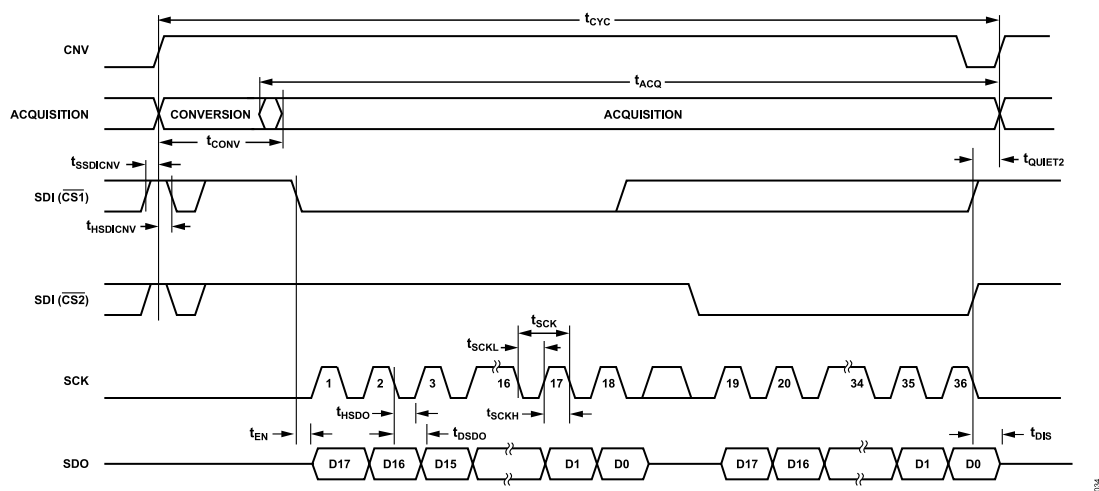 tCYC
CNV
tACQ
ACQUISITION
CONVERSION
ACQUISITION
tCONV
tSSDICNV
tQUIET2
SDI (CS1)
tHSDICNV
SDI (CS2)
tSCK
tSCKL
SCK
1
2
3
16
17
18
19
20
34
35
36
tHSDO
tSCKH
tEN
tDSDO
tDIS
SDO
D17
D16
D15
D1
D0
D17
D16
D1
D0
034